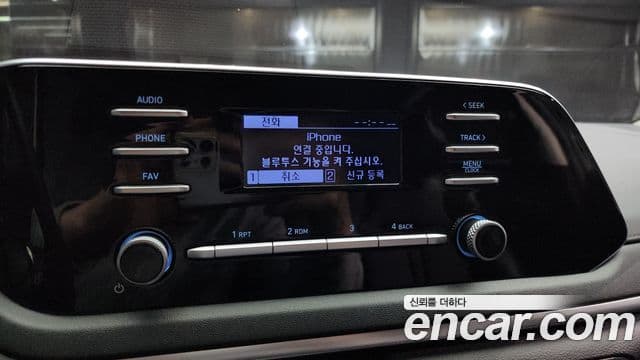 AUDIO
PHONE
FAV
전화
--:--
iPhone
연결 중입니다.
블루투스 기능을 켜 주십시오.
1 취소 2 신규 등록
< SEEK
TRACK >
MENU
CLOCK
1 RPT
2 RDM
3
4 BACK
신뢰를 더하다
encar.com